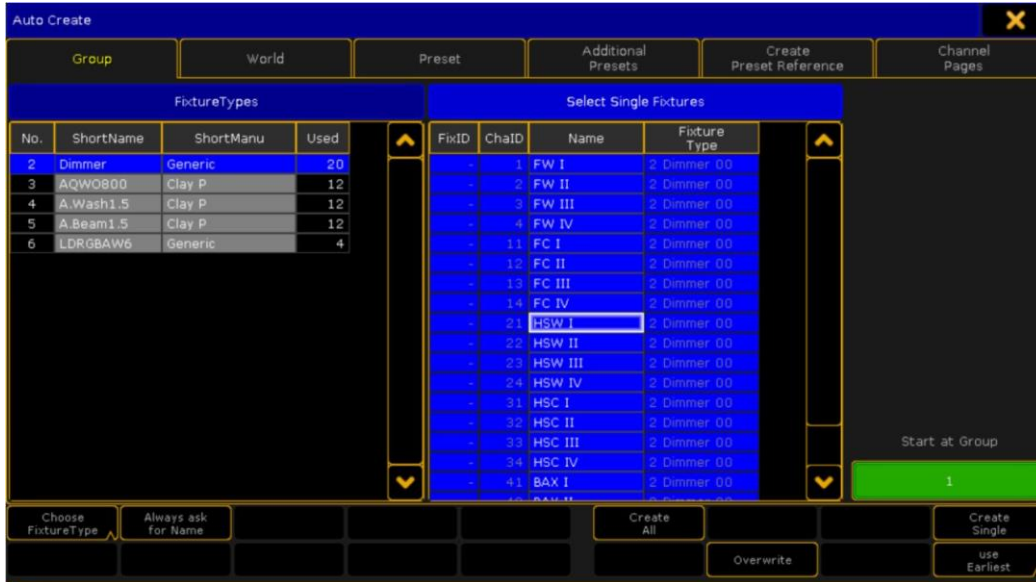 Auto Create
Group World Preset Additional Presets Create Preset Reference Channel Pages
FixtureTypes
No. ShortName ShortManu Used
2 Dimmer Generic 20
3 AQWO800 Clay P 12
4 A.Wash1.5 Clay P 12
5 A.Beam1.5 Clay P 12
6 LDRGBAW6 Generic 4
Select Single Fixtures
FixID ChaID Name Fixture Type
- 1 FW I 2 Dimmer 00
- 2 FW II 2 Dimmer 00
- 3 FW III 2 Dimmer 00
- 4 FW IV 2 Dimmer 00
- 11 FC I 2 Dimmer 00
- 12 FC II 2 Dimmer 00
- 13 FC III 2 Dimmer 00
- 14 FC IV 2 Dimmer 00
- 21 HSW I 2 Dimmer 00
- 22 HSW II 2 Dimmer 00
- 23 HSW III 2 Dimmer 00
- 24 HSW IV 2 Dimmer 00
- 31 HSC I 2 Dimmer 00
- 32 HSC II 2 Dimmer 00
- 33 HSC III 2 Dimmer 00
- 34 HSC IV 2 Dimmer 00
- 41 BAX I 2 Dimmer 00
Start at Group
1
Choose FixtureType Always ask for Name Create All Create Single
Overwrite use Earliest